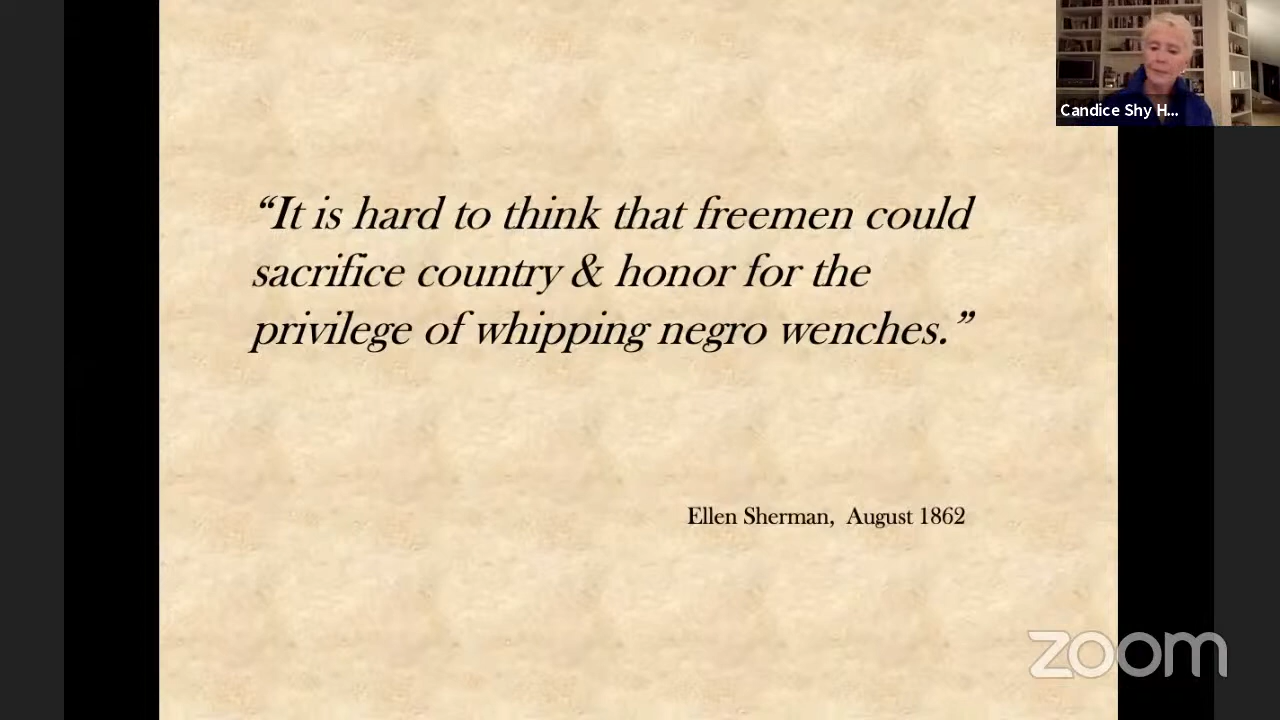 Candice Shy H...
“It is hard to think that freemen could
sacrifice country & honor for the
privilege of whipping negro wenches.”
Ellen Sherman,  August 1862
zoom